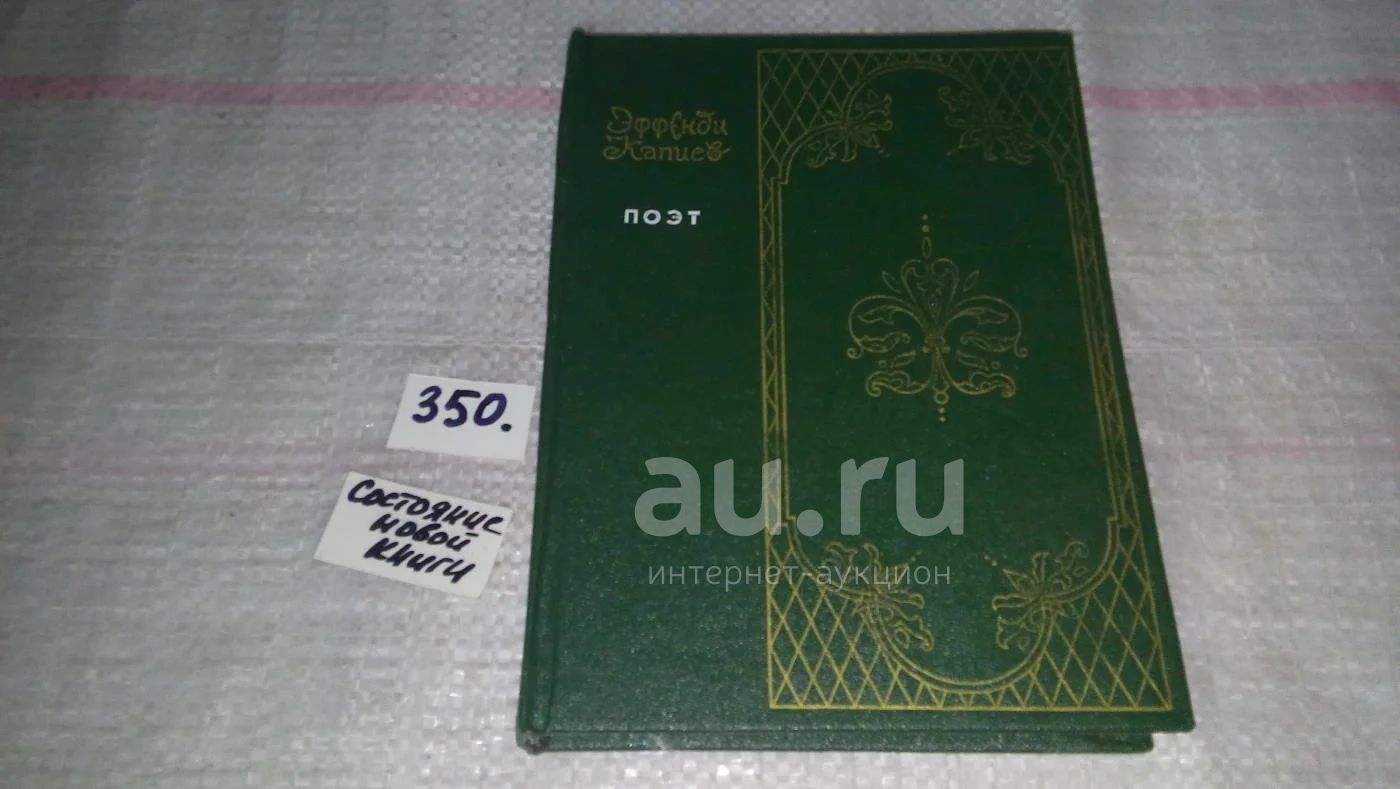 Эффенди
Капиев
ПОЭТ
350.
Состояние
новой
книги
au.ru
интернет-аукцион